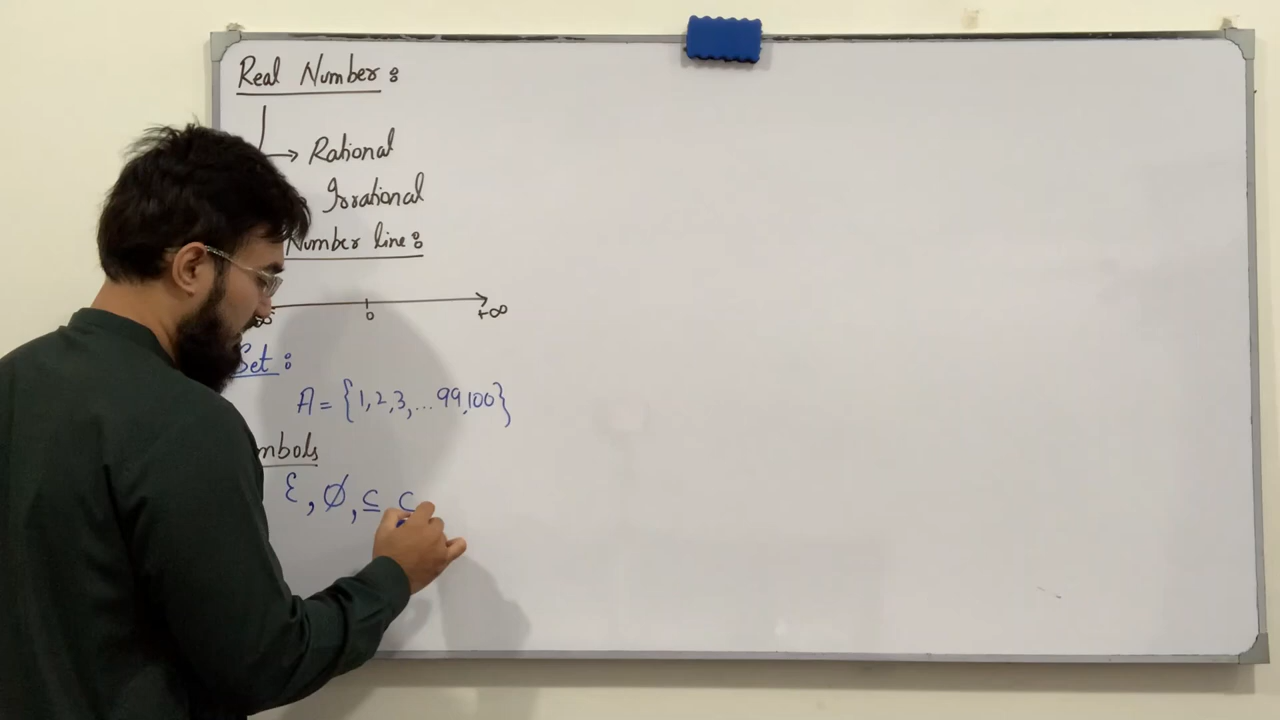 Real Number:
→ Rational
Irrational
Number line:
0 +∞
Set:
A = {1,2,3,...99,100}
mbols
Ɛ, Ø, ⊆ ⊂